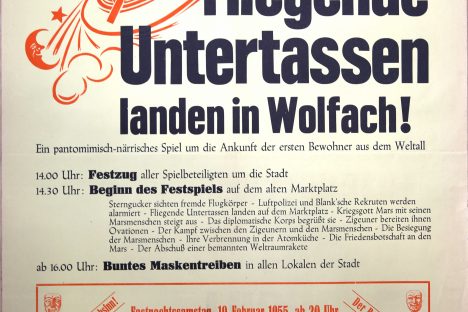 Fliegende
Untertassen
landen in Wolfach!
Ein pantomimisch-närrisches Spiel um die Ankunft der ersten Bewohner aus dem Weltall
14.00 Uhr: Festzug aller Spielbeteiligten um die Stadt
14.30 Uhr: Beginn des Festspiels auf dem alten Marktplatz
Sterngucker sichten fremde Flugkörper - Luftpolizei und Blank'sche Rekruten werden
alarmiert - Fliegende Untertassen landen auf dem Marktplatz - Kriegsgott Mars mit seinen
Marsmenschen steigt aus - Das diplomatische Korps begrüßt sie - Zigeuner bereiten ihnen
Ovationen - Der Kampf zwischen den Zigeunern und den Marsmenschen - Die Besiegung
der Marsmenschen - Ihre Verbrennung in der Atomküche - Die Friedensbotschaft an den
Mars - Der Abschuß einer bemannten Weltraumrakete
ab 16.00 Uhr: Buntes Maskentreiben in allen Lokalen der Stadt
Fastnachtssamstag, 19. Februar 1955, ab 20 Uhr